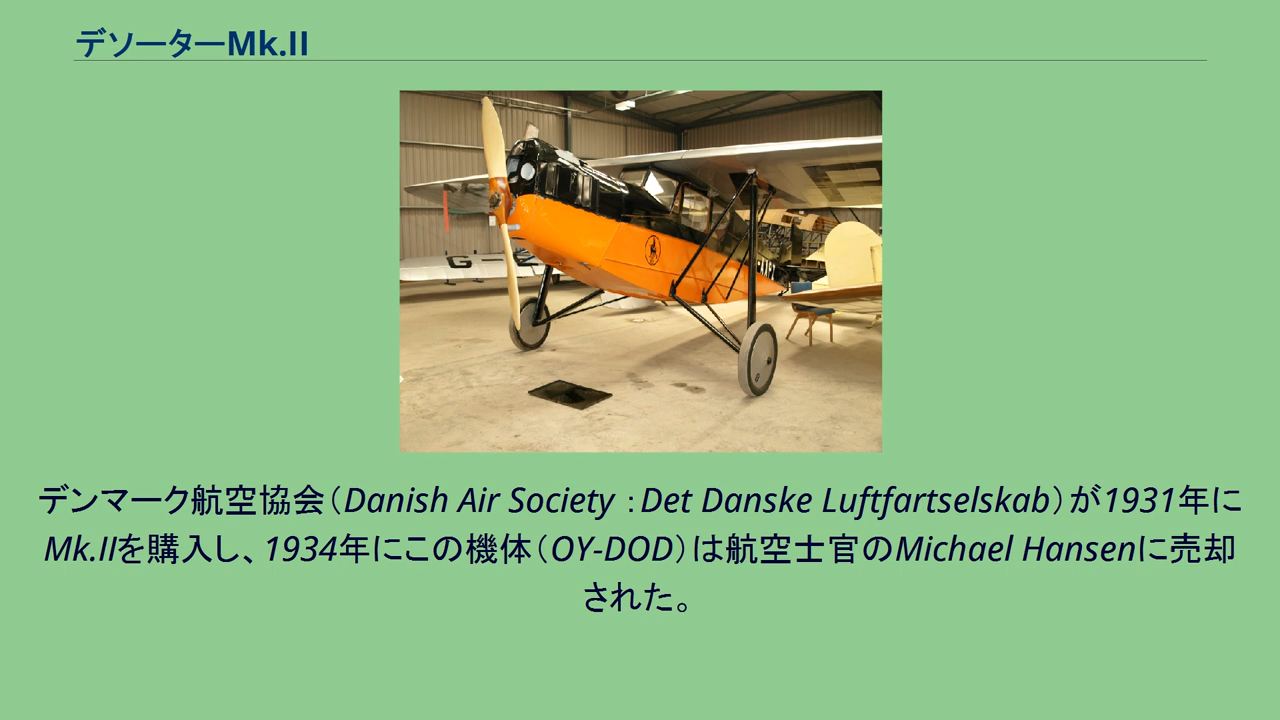 デソーターMk.II
G-E
デンマーク航空協会（Danish Air Society：Det Danske Luftfartselskab）が1931年に
Mk.IIを購入し、1934年にこの機体（OY-DOD）は航空士官のMichael Hansenに売却
された。